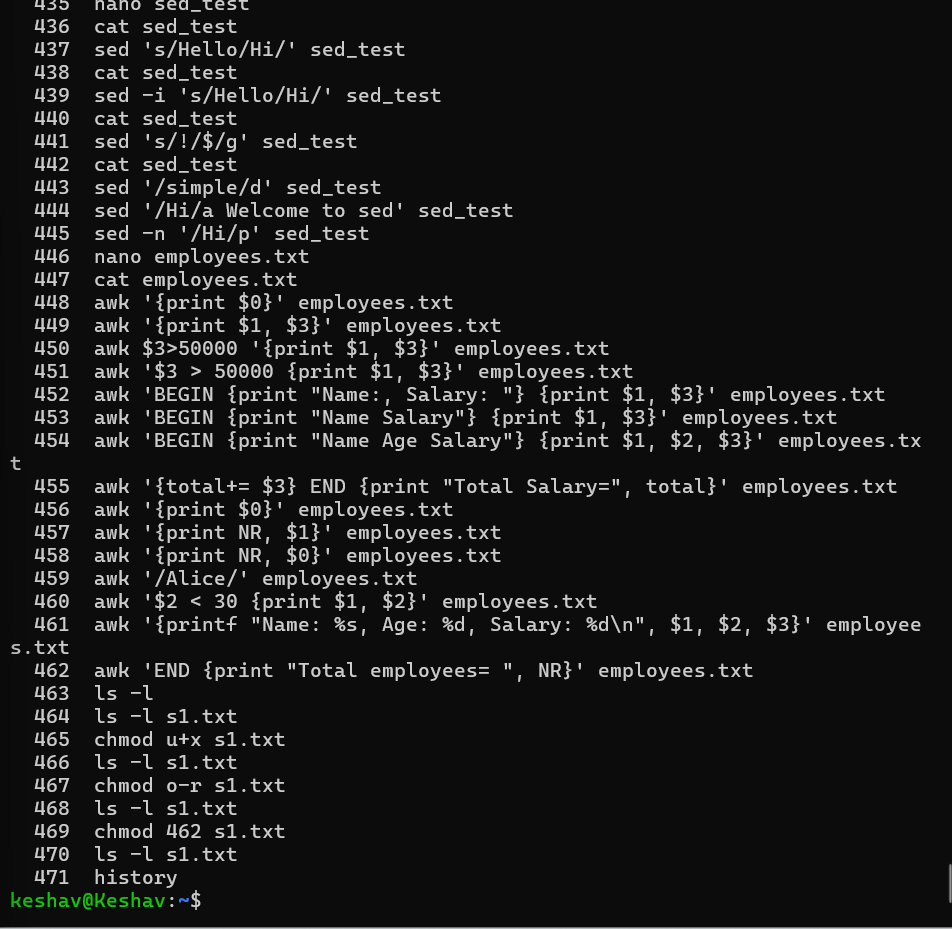 435  nano sed_test
436  cat sed_test
437  sed 's/Hello/Hi/' sed_test
438  cat sed_test
439  sed -i 's/Hello/Hi/' sed_test
440  cat sed_test
441  sed 's/!/$/g' sed_test
442  cat sed_test
443  sed '/simple/d' sed_test
444  sed '/Hi/a Welcome to sed' sed_test
445  sed -n '/Hi/p' sed_test
446  nano employees.txt
447  cat employees.txt
448  awk '{print $0}' employees.txt
449  awk '{print $1, $3}' employees.txt
450  awk $3>50000 '{print $1, $3}' employees.txt
451  awk '$3 > 50000 {print $1, $3}' employees.txt
452  awk 'BEGIN {print "Name:, Salary: "} {print $1, $3}' employees.txt
453  awk 'BEGIN {print "Name Salary"} {print $1, $3}' employees.txt
454  awk 'BEGIN {print "Name Age Salary"} {print $1, $2, $3}' employees.tx
t
455  awk '{total+= $3} END {print "Total Salary=", total}' employees.txt
456  awk '{print $0}' employees.txt
457  awk '{print NR, $1}' employees.txt
458  awk '{print NR, $0}' employees.txt
459  awk '/Alice/' employees.txt
460  awk '$2 < 30 {print $1, $2}' employees.txt
461  awk '{printf "Name: %s, Age: %d, Salary: %d\n", $1, $2, $3}' employee
s.txt
462  awk 'END {print "Total employees= ", NR}' employees.txt
463  ls -l
464  ls -l s1.txt
465  chmod u+x s1.txt
466  ls -l s1.txt
467  chmod o-r s1.txt
468  ls -l s1.txt
469  chmod 462 s1.txt
470  ls -l s1.txt
471  history
keshav@Keshav:~$